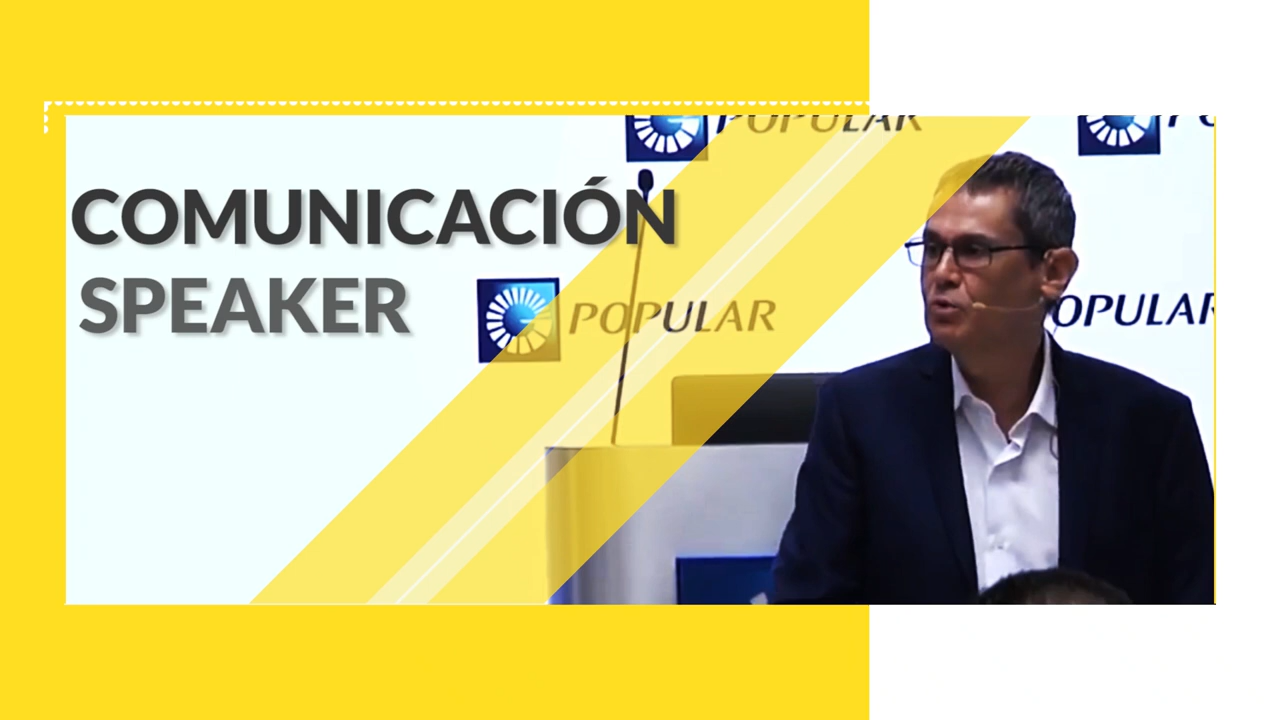 POPULAR
COMUNICACIÓN
SPEAKER
POPULAR
OPULAR